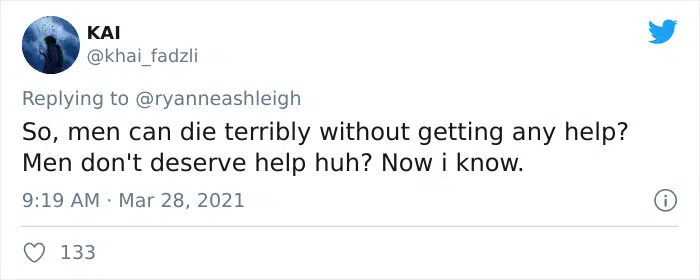 KAI
@khai_fadzli
Replying to @ryanneashleigh
So, men can die terribly without getting any help?
Men don't deserve help huh? Now i know.
9:19 AM · Mar 28, 2021
133